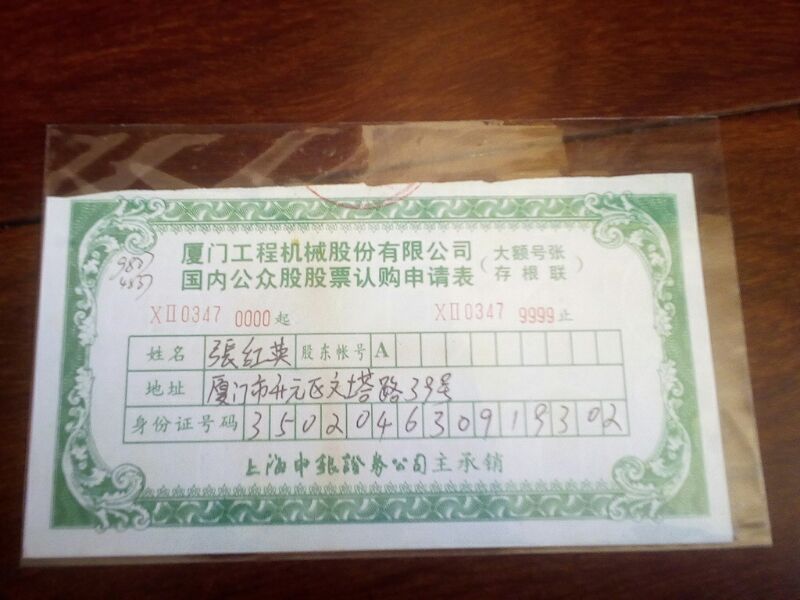 厦门工程机械股份有限公司
国内公众股股票认购申请表
(大额号张
存根联)
9807
4837
XII0347 0000起 XII0347 9999止
姓名 張红英 股东帐号 A
地址 厦门市开元区文塔路39号
身份证号码 350204630919302
上海申银證券公司主承销